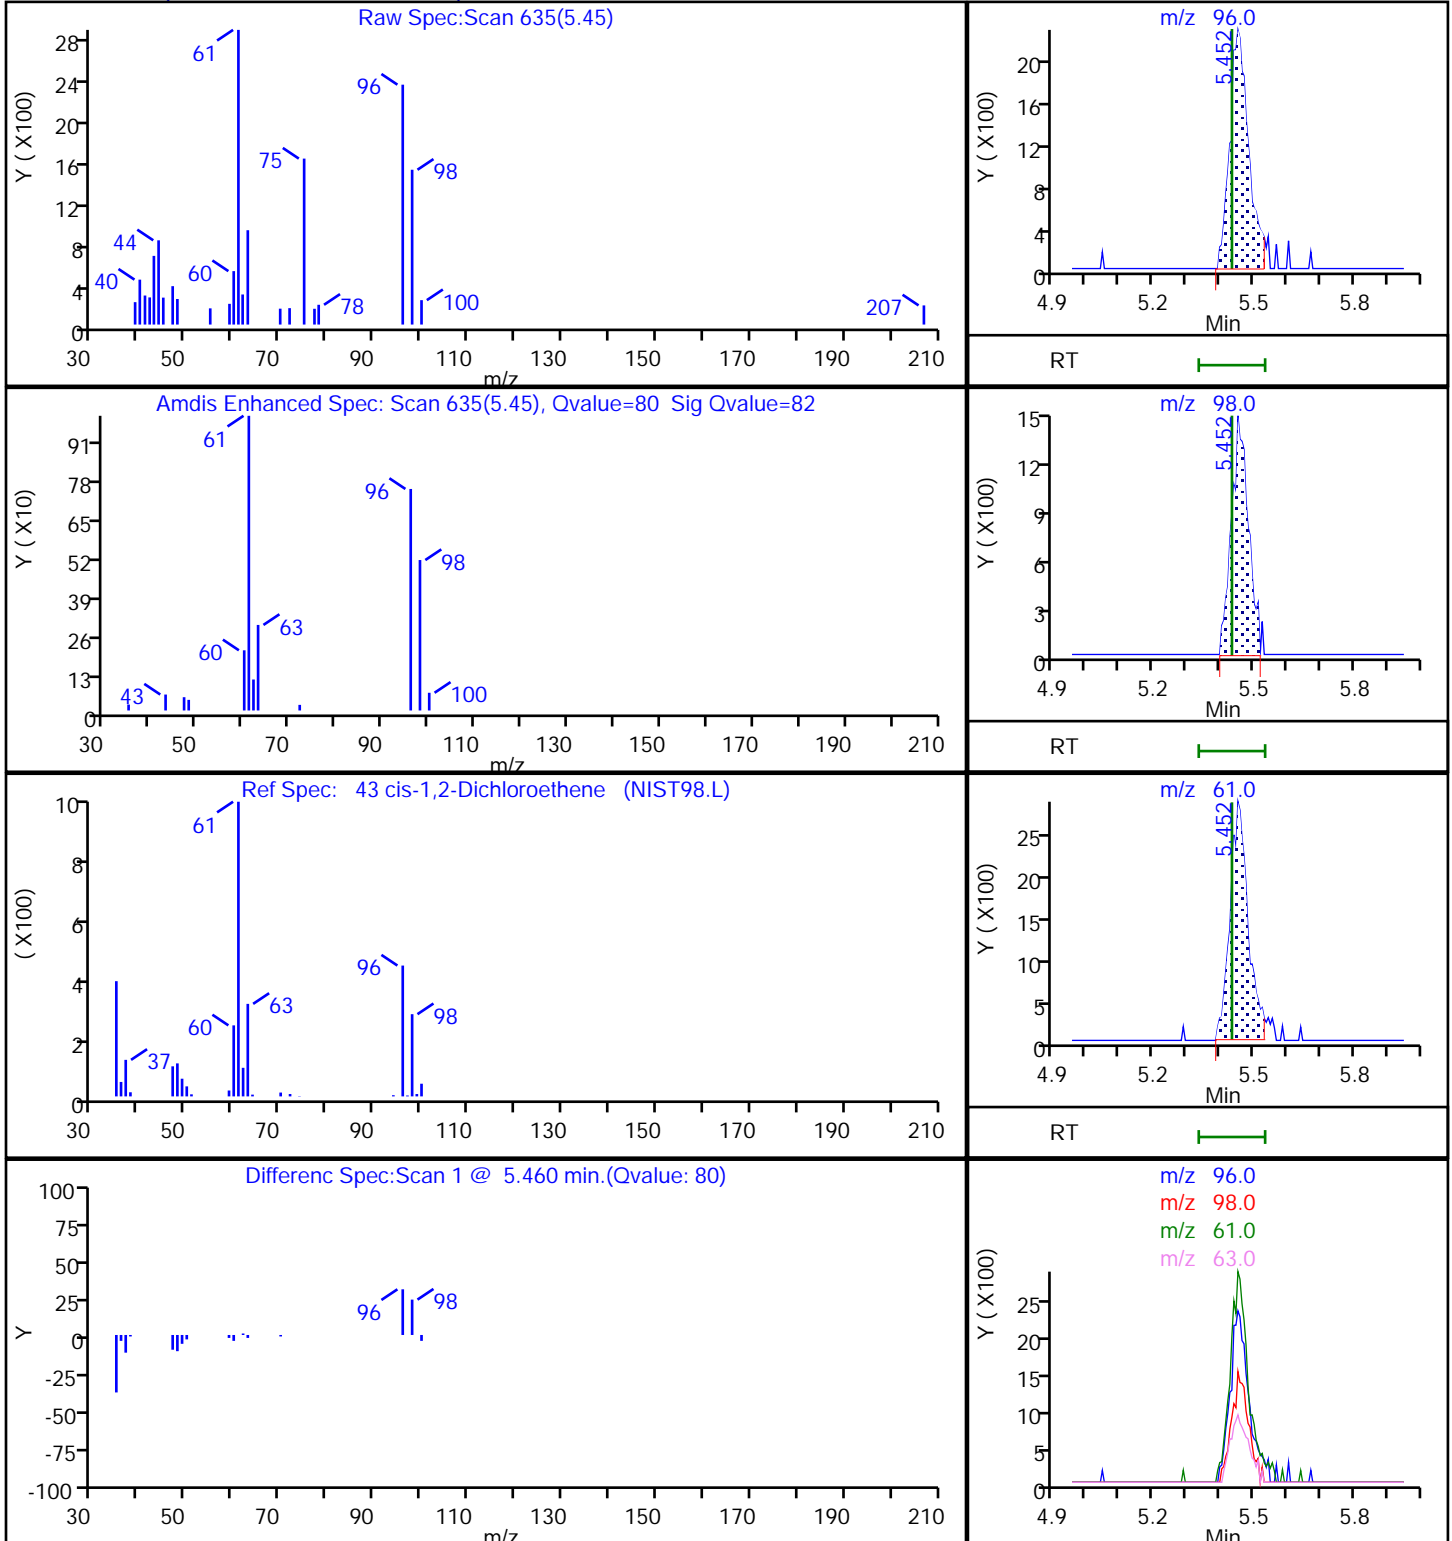 Raw Spec:Scan 635(5.45)
Y ( X100)
28
24
20
16
12
8
4
0
61
96
75
98
44
40
60
78
100
207
30 50 70 90 110 130 150 170 190 210
m/z
m/z 96.0
Y ( X100)
20
16
12
8
4
0
5.452
4.9 5.2 5.5 5.8
Min
RT
Amdis Enhanced Spec: Scan 635(5.45), Qvalue=80 Sig Qvalue=82
Y ( X10)
91
78
65
52
39
26
13
0
61
96
98
63
60
43
100
30 50 70 90 110 130 150 170 190 210
m/z
m/z 98.0
Y ( X100)
15
12
9
6
3
0
5.452
4.9 5.2 5.5 5.8
Min
RT
Ref Spec: 43 cis-1,2-Dichloroethene (NIST98.L)
( X100)
10
8
6
4
2
0
61
96
63
98
60
37
30 50 70 90 110 130 150 170 190 210
m/z 61.0
Y ( X100)
25
20
15
10
5
0
5.452
4.9 5.2 5.5 5.8
Min
RT
Differenc Spec:Scan 1 @ 5.460 min.(Qvalue: 80)
Y
100
75
50
25
0
-25
-50
-75
-100
96
98
30 50 70 90 110 130 150 170 190 210
m/z
m/z 96.0
m/z 98.0
m/z 61.0
m/z 63.0
Y ( X100)
25
20
15
10
5
0
4.9 5.2 5.5 5.8
Min